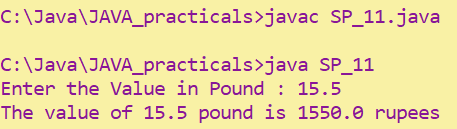 C:\Java\JAVA_practicals>javac SP_11.java
C:\Java\JAVA_practicals>java SP_11
Enter the Value in Pound : 15.5
The value of 15.5 pound is 1550.0 rupees